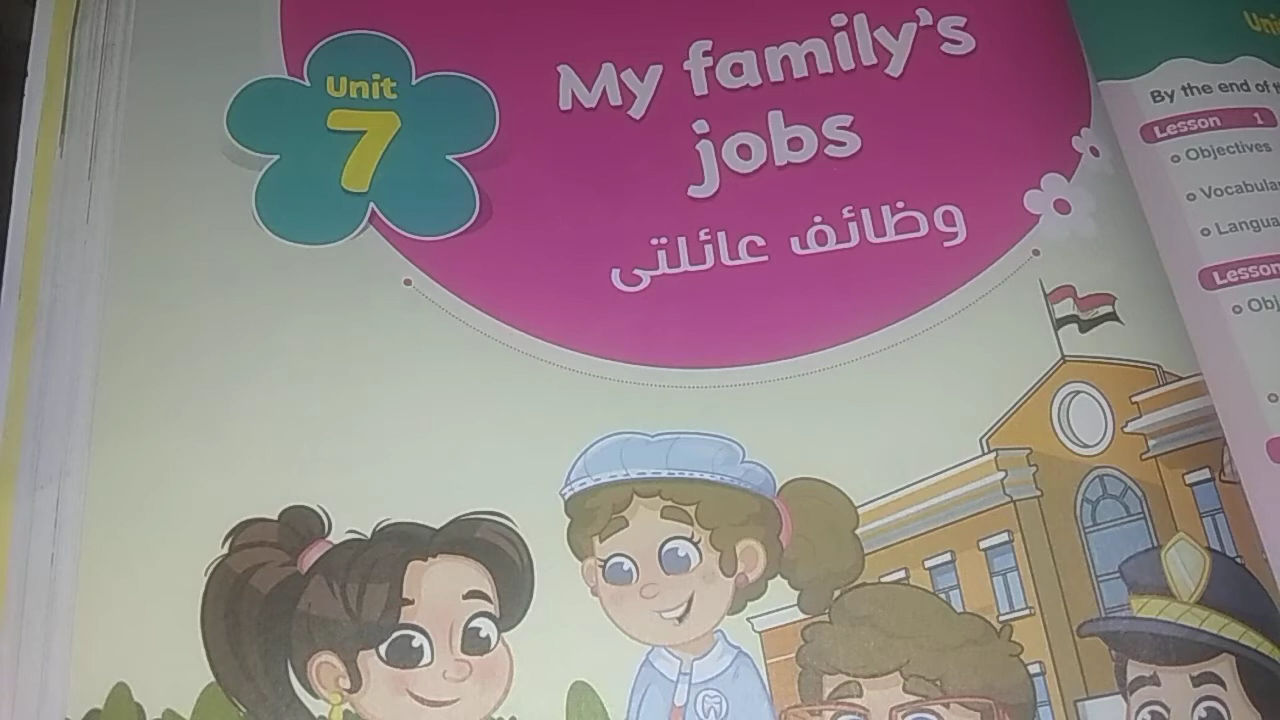 Unit
7
My family's
jobs
وظائف عائلتى
By the end of
Lesson 1
Objectives
Lesson